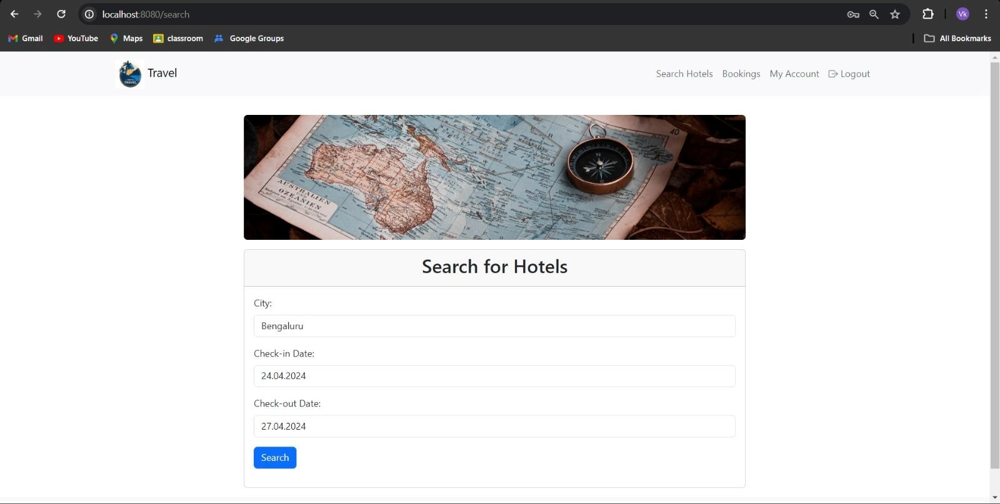 localhost:8080/search
Vk
Gmail YouTube Maps classroom Google Groups All Bookmarks
TRAVEL
Travel Search Hotels Bookings My Account Logout
40
N
S
AUSTRALIEN
UND
OZEANIEN
Search for Hotels
City:
Bengaluru
Check-in Date:
24.04.2024
Check-out Date:
27.04.2024
Search